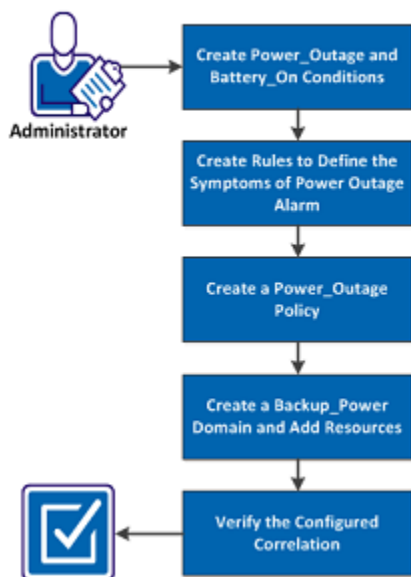 Administrator
Create Power_Outage and
Battery_On Conditions
Create Rules to Define the
Symptoms of Power Outage
Alarm
Create a Power_Outage
Policy
Create a Backup_Power
Domain and Add Resources
Verify the Configured
Correlation